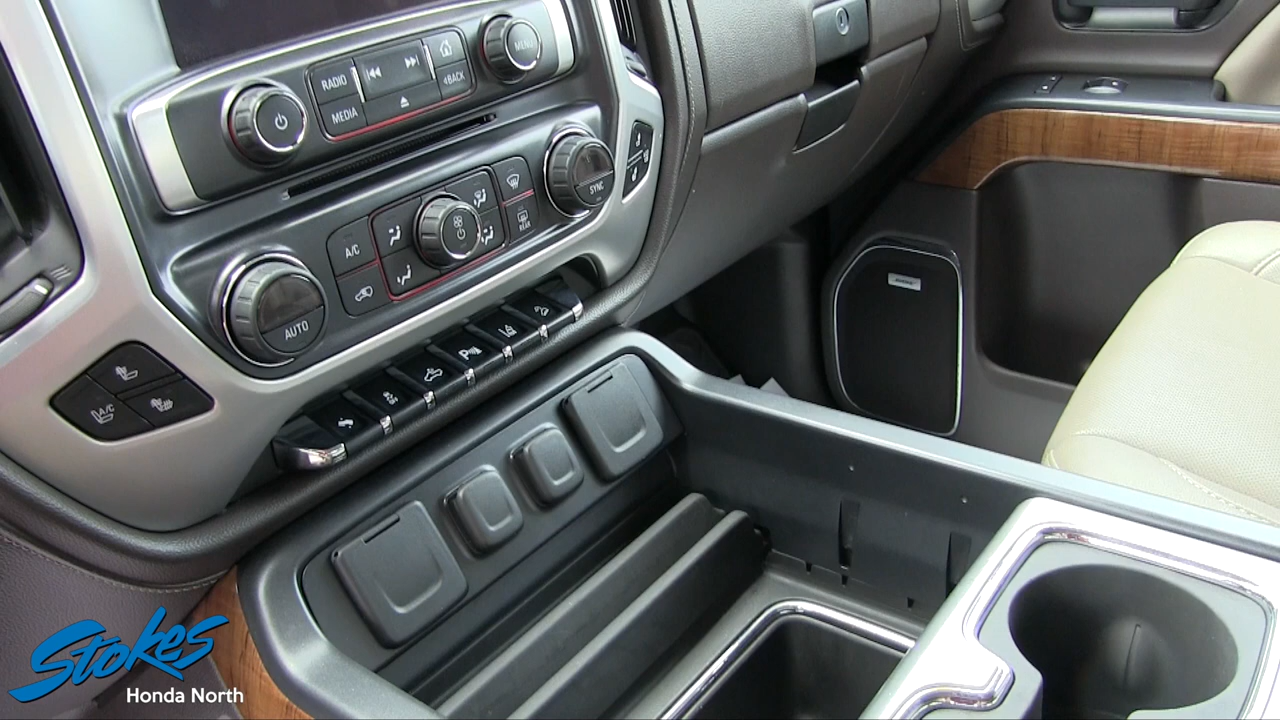 RADIO
MEDIA
BACK
MENU
A/C
AUTO
REAR
SYNC
A/C
Stokes
Honda North